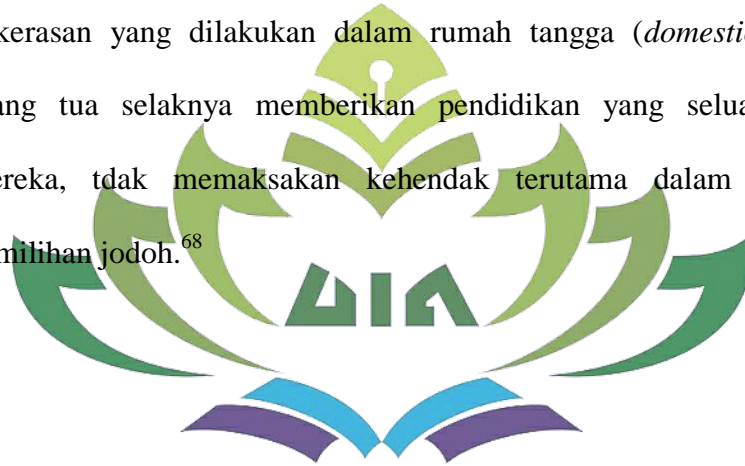 kerasan yang dilakukan dalam rumah tangga (domestic
ang tua selaknya memberikan pendidikan yang selua
ereka, tdak memaksakan kehendak terutama dalam
milihan jodoh.68
UIN